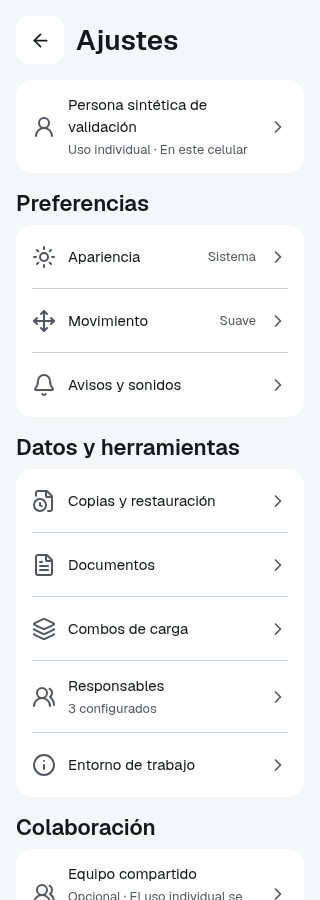 Ajustes
Persona sintética de
validación
Uso individual · En este celular
Preferencias
Apariencia Sistema
Movimiento Suave
Avisos y sonidos
Datos y herramientas
Copias y restauración
Documentos
Combos de carga
Responsables
3 configurados
Entorno de trabajo
Colaboración
Equipo compartido
Opcional · El uso individual se